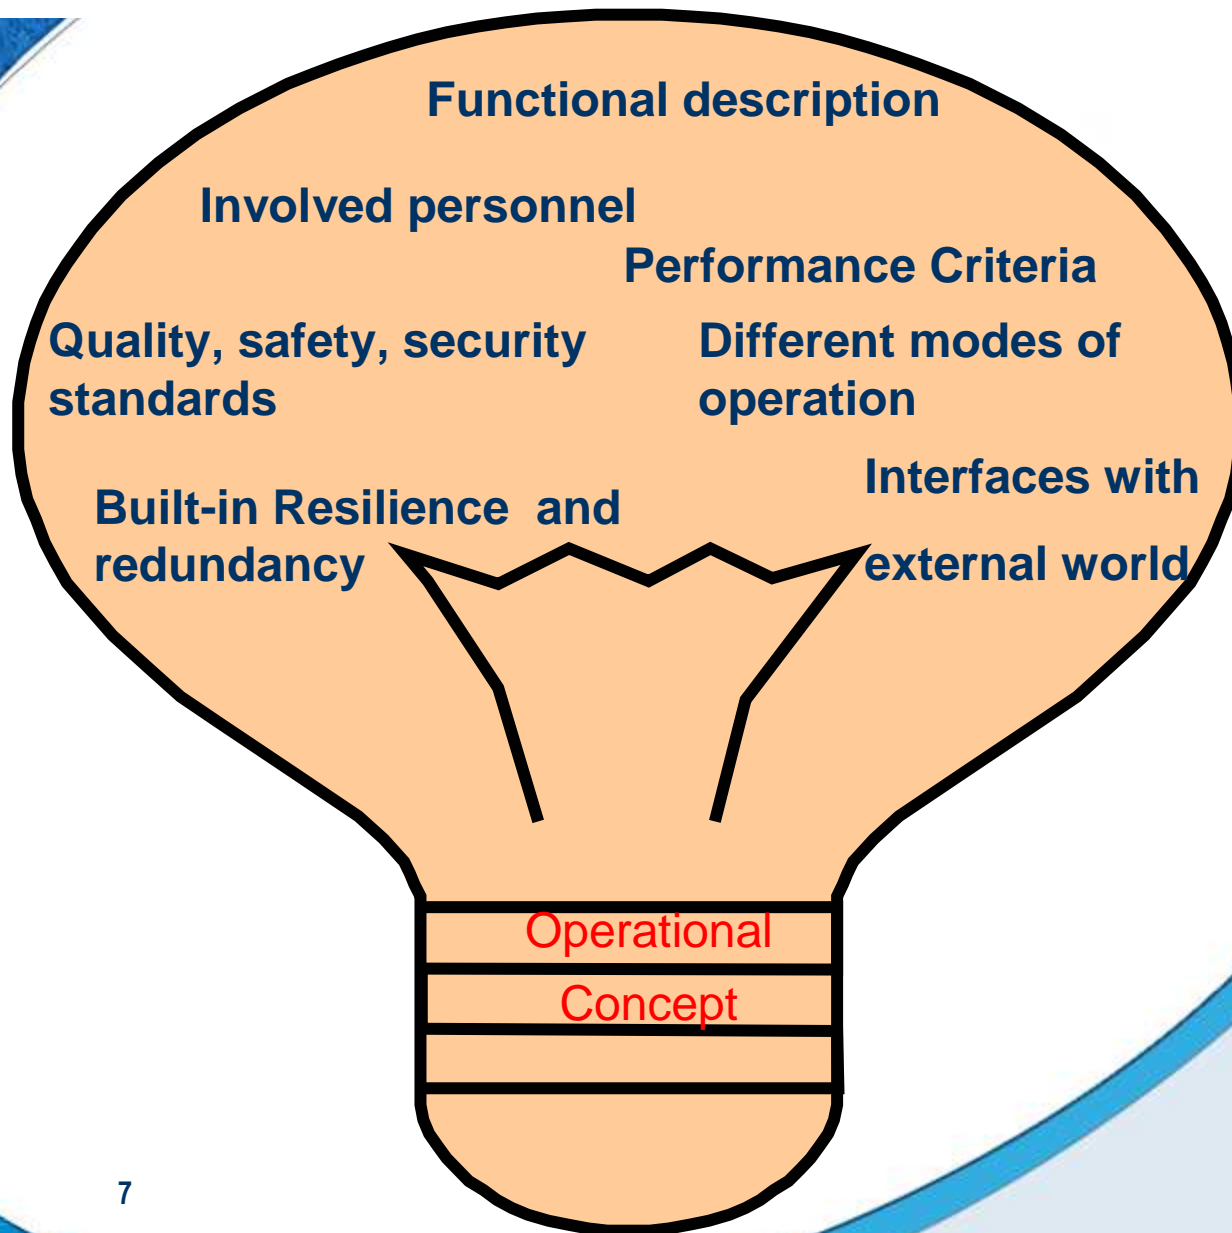 Functional description
Involved personnel
Performance Criteria
Quality, safety, security
standards
Different modes of
operation
Interfaces with
external world
Built-in Resilience  and
redundancy
Operational
Concept
7